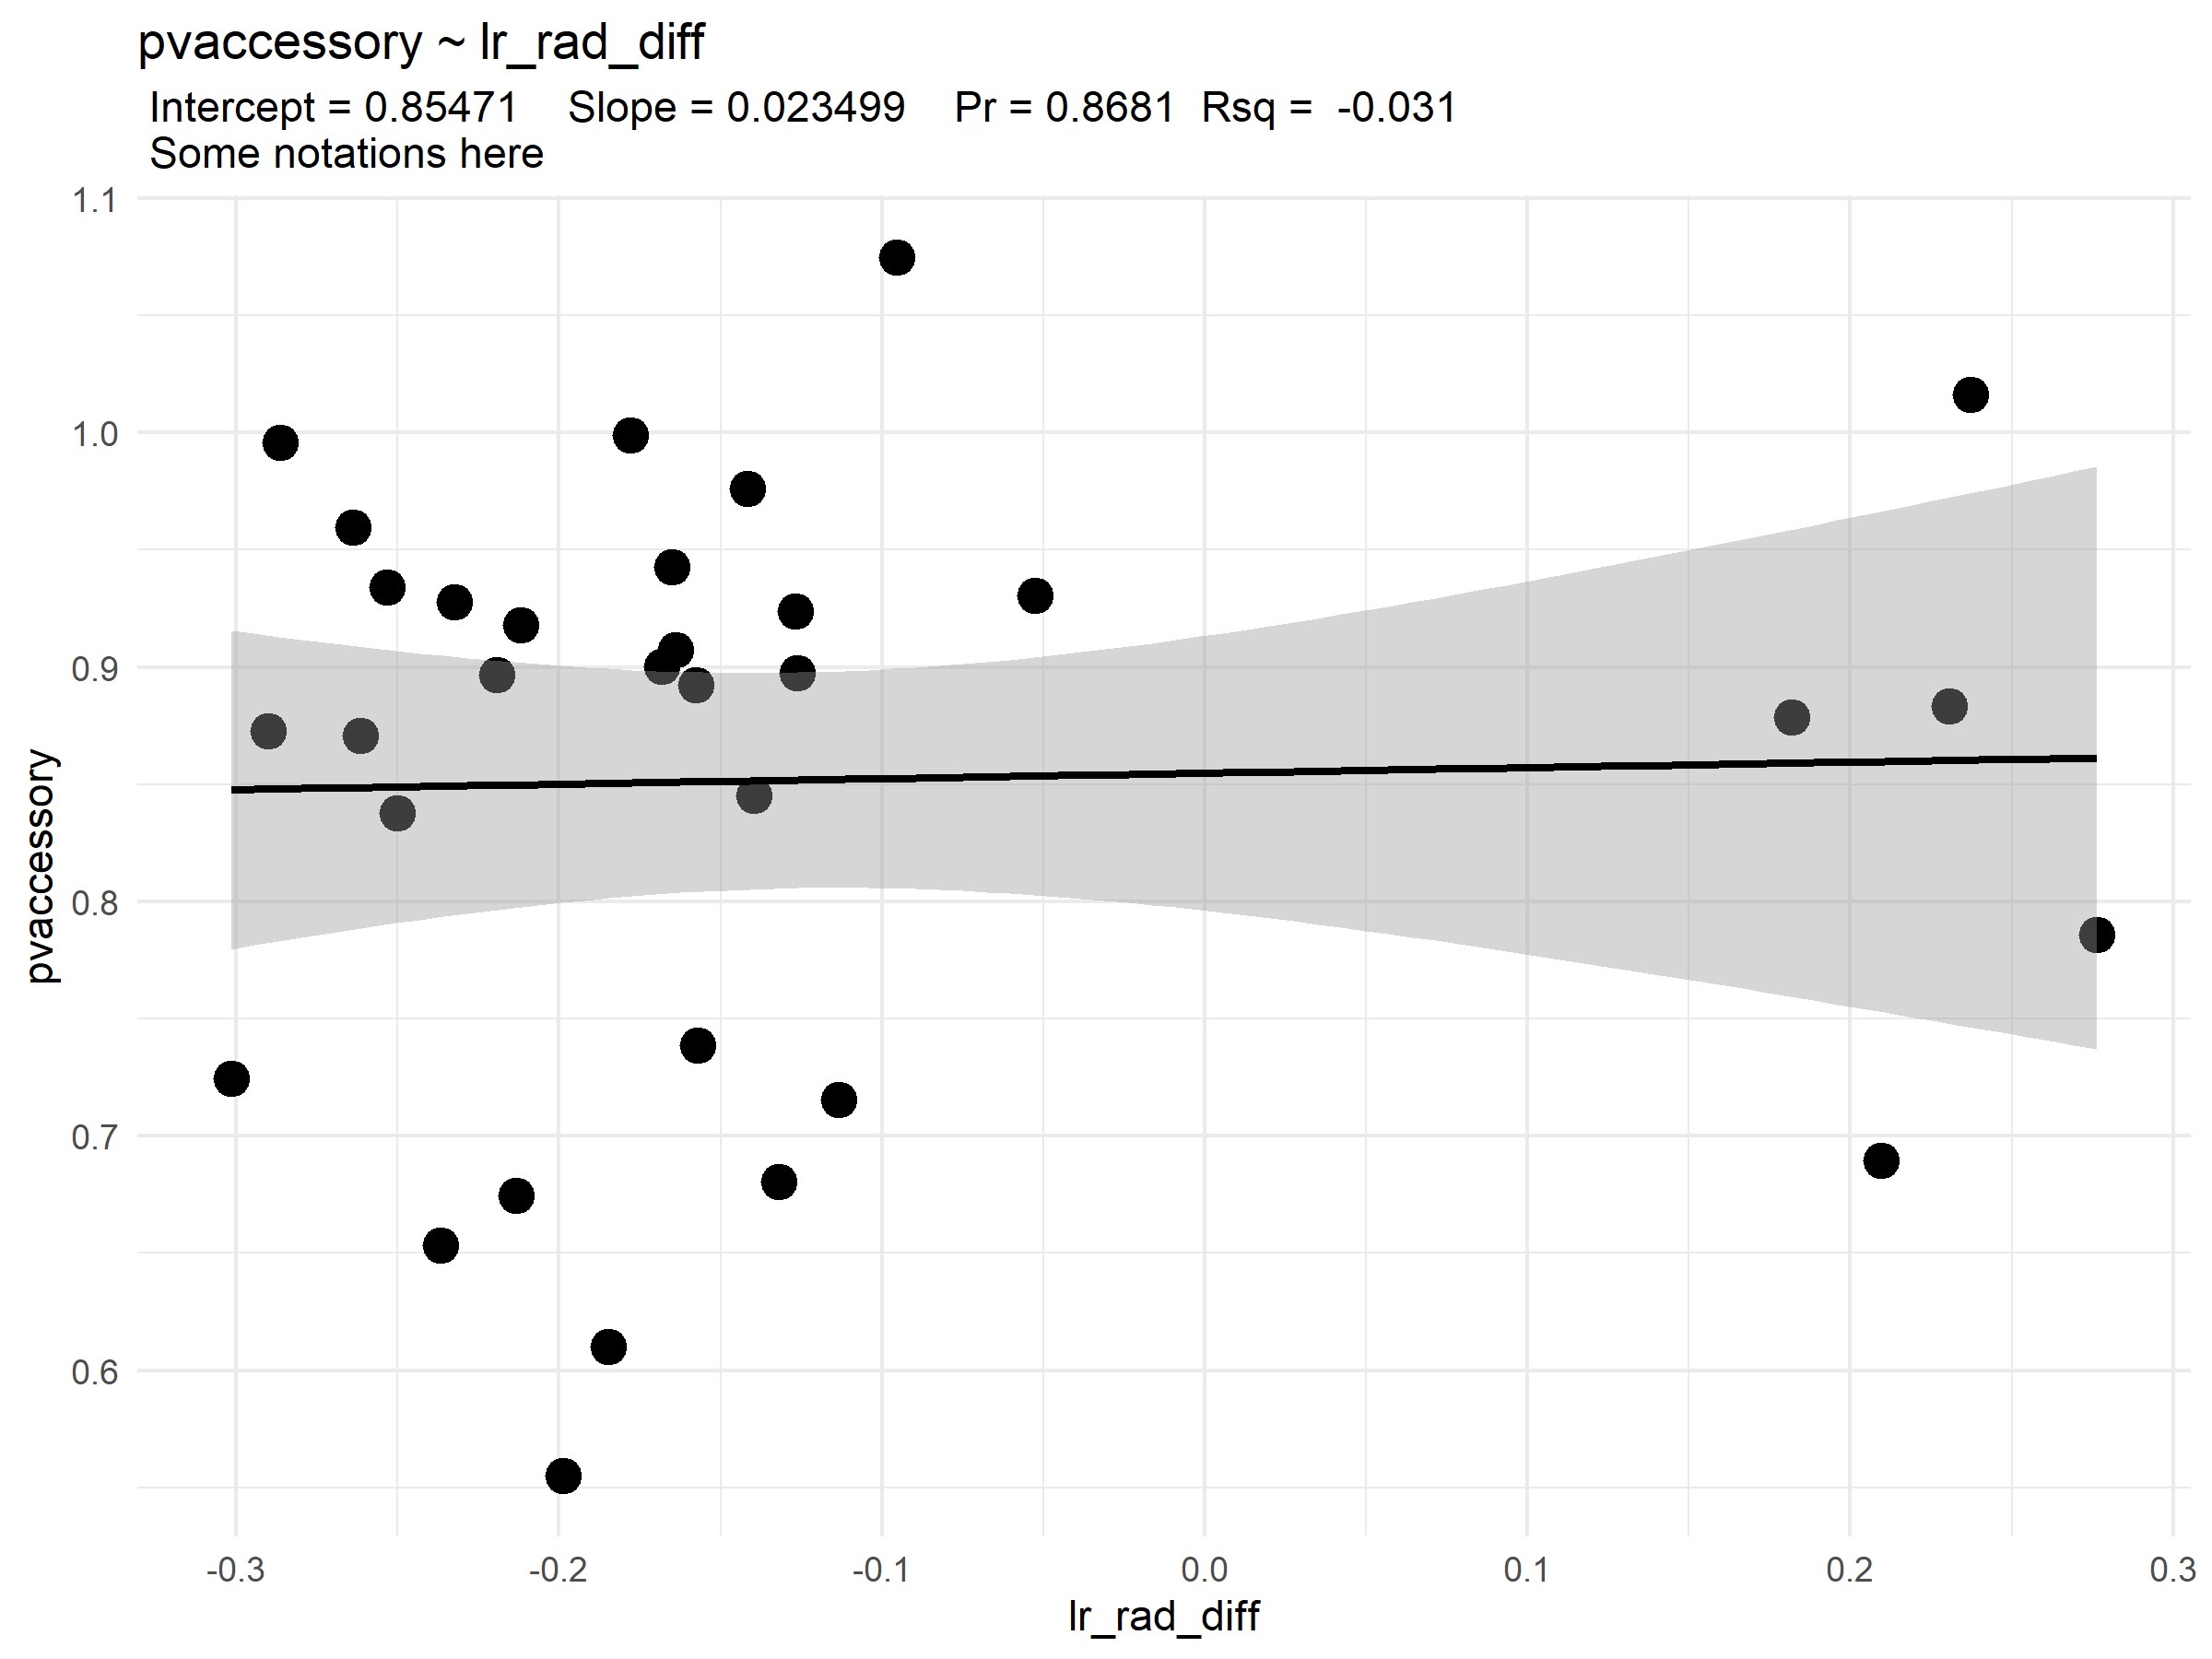 pvaccessory ~ lr_rad_diff
Intercept = 0.85471 Slope = 0.023499 Pr = 0.8681 Rsq = -0.031
Some notations here
1.1
1.0
0.9
0.8
0.7
0.6
pvaccessory
-0.3 -0.2 -0.1 0.0 0.1 0.2 0.3
lr_rad_diff